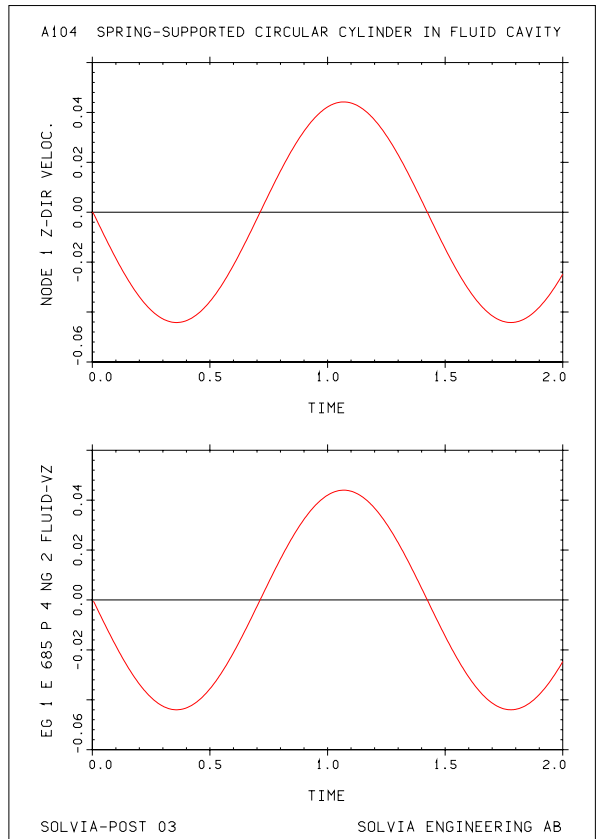 A104 SPRING-SUPPORTED CIRCULAR CYLINDER IN FLUID CAVITY
NODE 1 Z-DIR VELOC.
0.04
0.02
0.00
-0.02
-0.06
0.0 0.5 1.0 1.5 2.0
TIME
EG 1 E 685 P 4 NG 2 FLUID-VZ
0.04
0.02
0.00
-0.02
-0.06
0.0 0.5 1.0 1.5 2.0
TIME
SOLVIA-POST 03 SOLVIA ENGINEERING AB